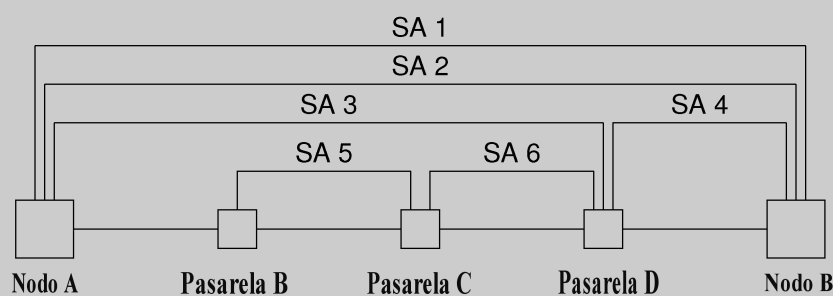 SA 1
SA 2
SA 3
SA 4
SA 5
SA 6
Nodo A
Pasarela B
Pasarela C
Pasarela D
Nodo B